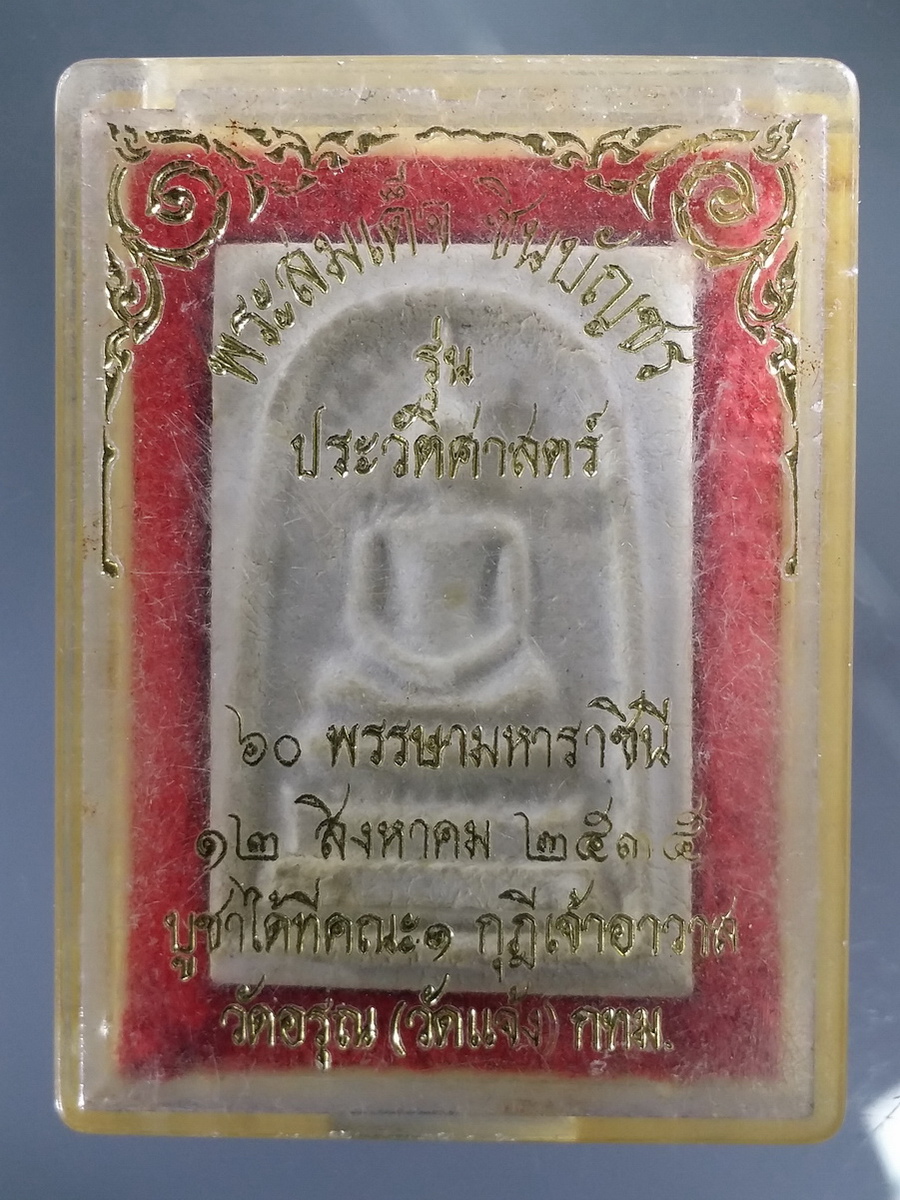 พระสมเด็จ ชินบัญชร
รุ่น
ประวัติศาสตร์
๖๐ พรรษามหาราชินี
๑๒ สิงหาคม ๒๕๓๕
บูชาได้ที่คณะ๑ กุฏีเจ้าอาวาส
วัดอรุณ (วัดแจ้ง) กทม.